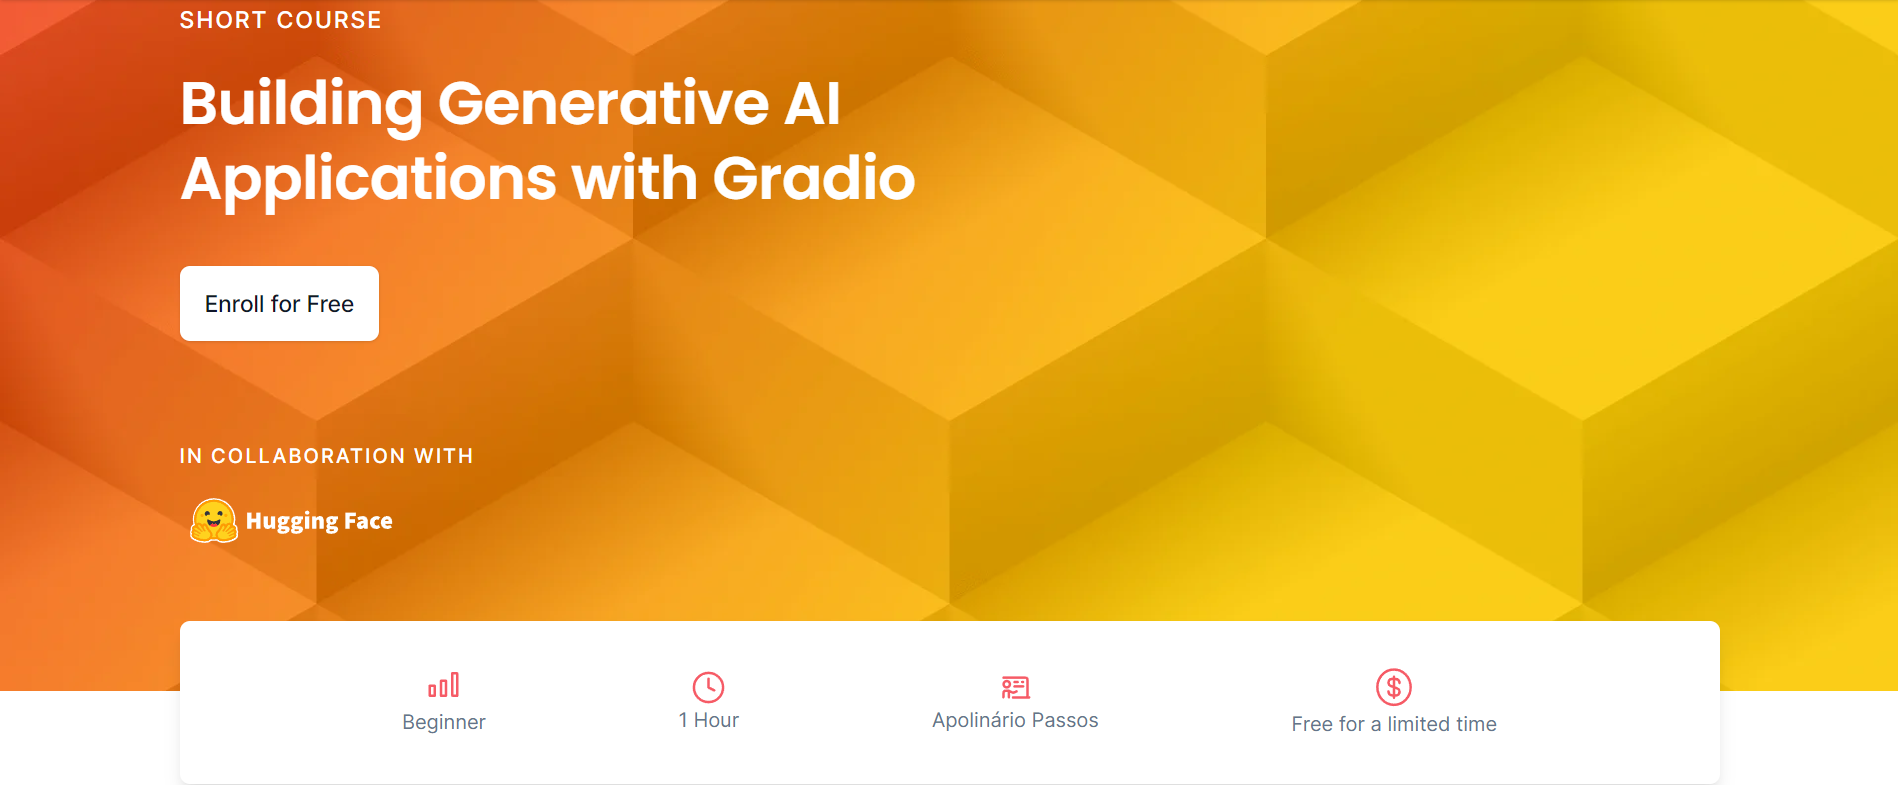 SHORT COURSE
Building Generative AI
Applications with Gradio
Enroll for Free
IN COLLABORATION WITH
Hugging Face
Beginner
1 Hour
Apolinário Passos
Free for a limited time